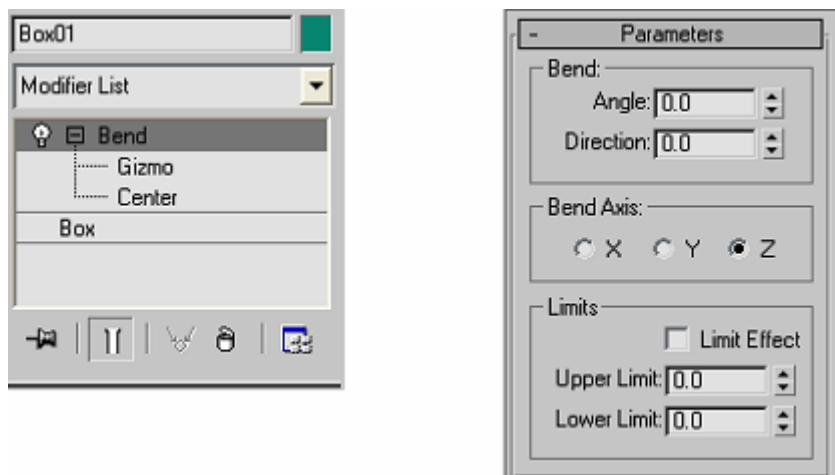 Box01
Modifier List
Bend
Gizmo
Center
Box
- Parameters
Bend:
Angle: 0.0
Direction: 0.0
Bend Axis:
X Y Z
Limits
Limit Effect
Upper Limit: 0.0
Lower Limit: 0.0